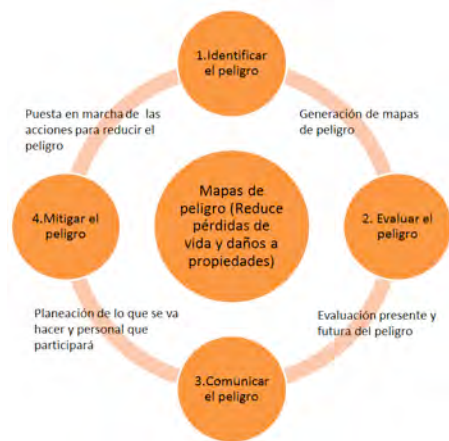 1.Identificar
el peligro
Puesta en marcha de las
acciones para reducir el
peligro
Generación de mapas
de peligro
4.Mitigar el
peligro
Mapas de
peligro (Reduce
pérdidas de
vida y daños a
propiedades)
2. Evaluar el
peligro
Planeación de lo que se va
hacer y personal que
participará
Evaluación presente y
futura del peligro
3.Comunicar
el peligro